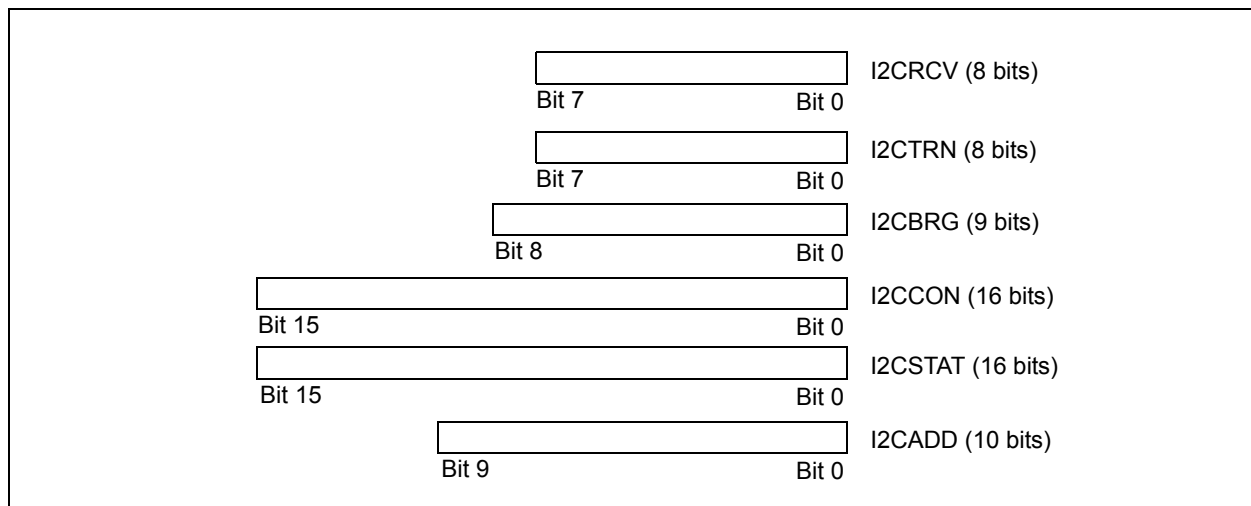 I2CRCV (8 bits)
Bit 7 Bit 0
I2CTRN (8 bits)
Bit 7 Bit 0
I2CBRG (9 bits)
Bit 8 Bit 0
I2CCON (16 bits)
Bit 15 Bit 0
I2CSTAT (16 bits)
Bit 15 Bit 0
I2CADD (10 bits)
Bit 9 Bit 0